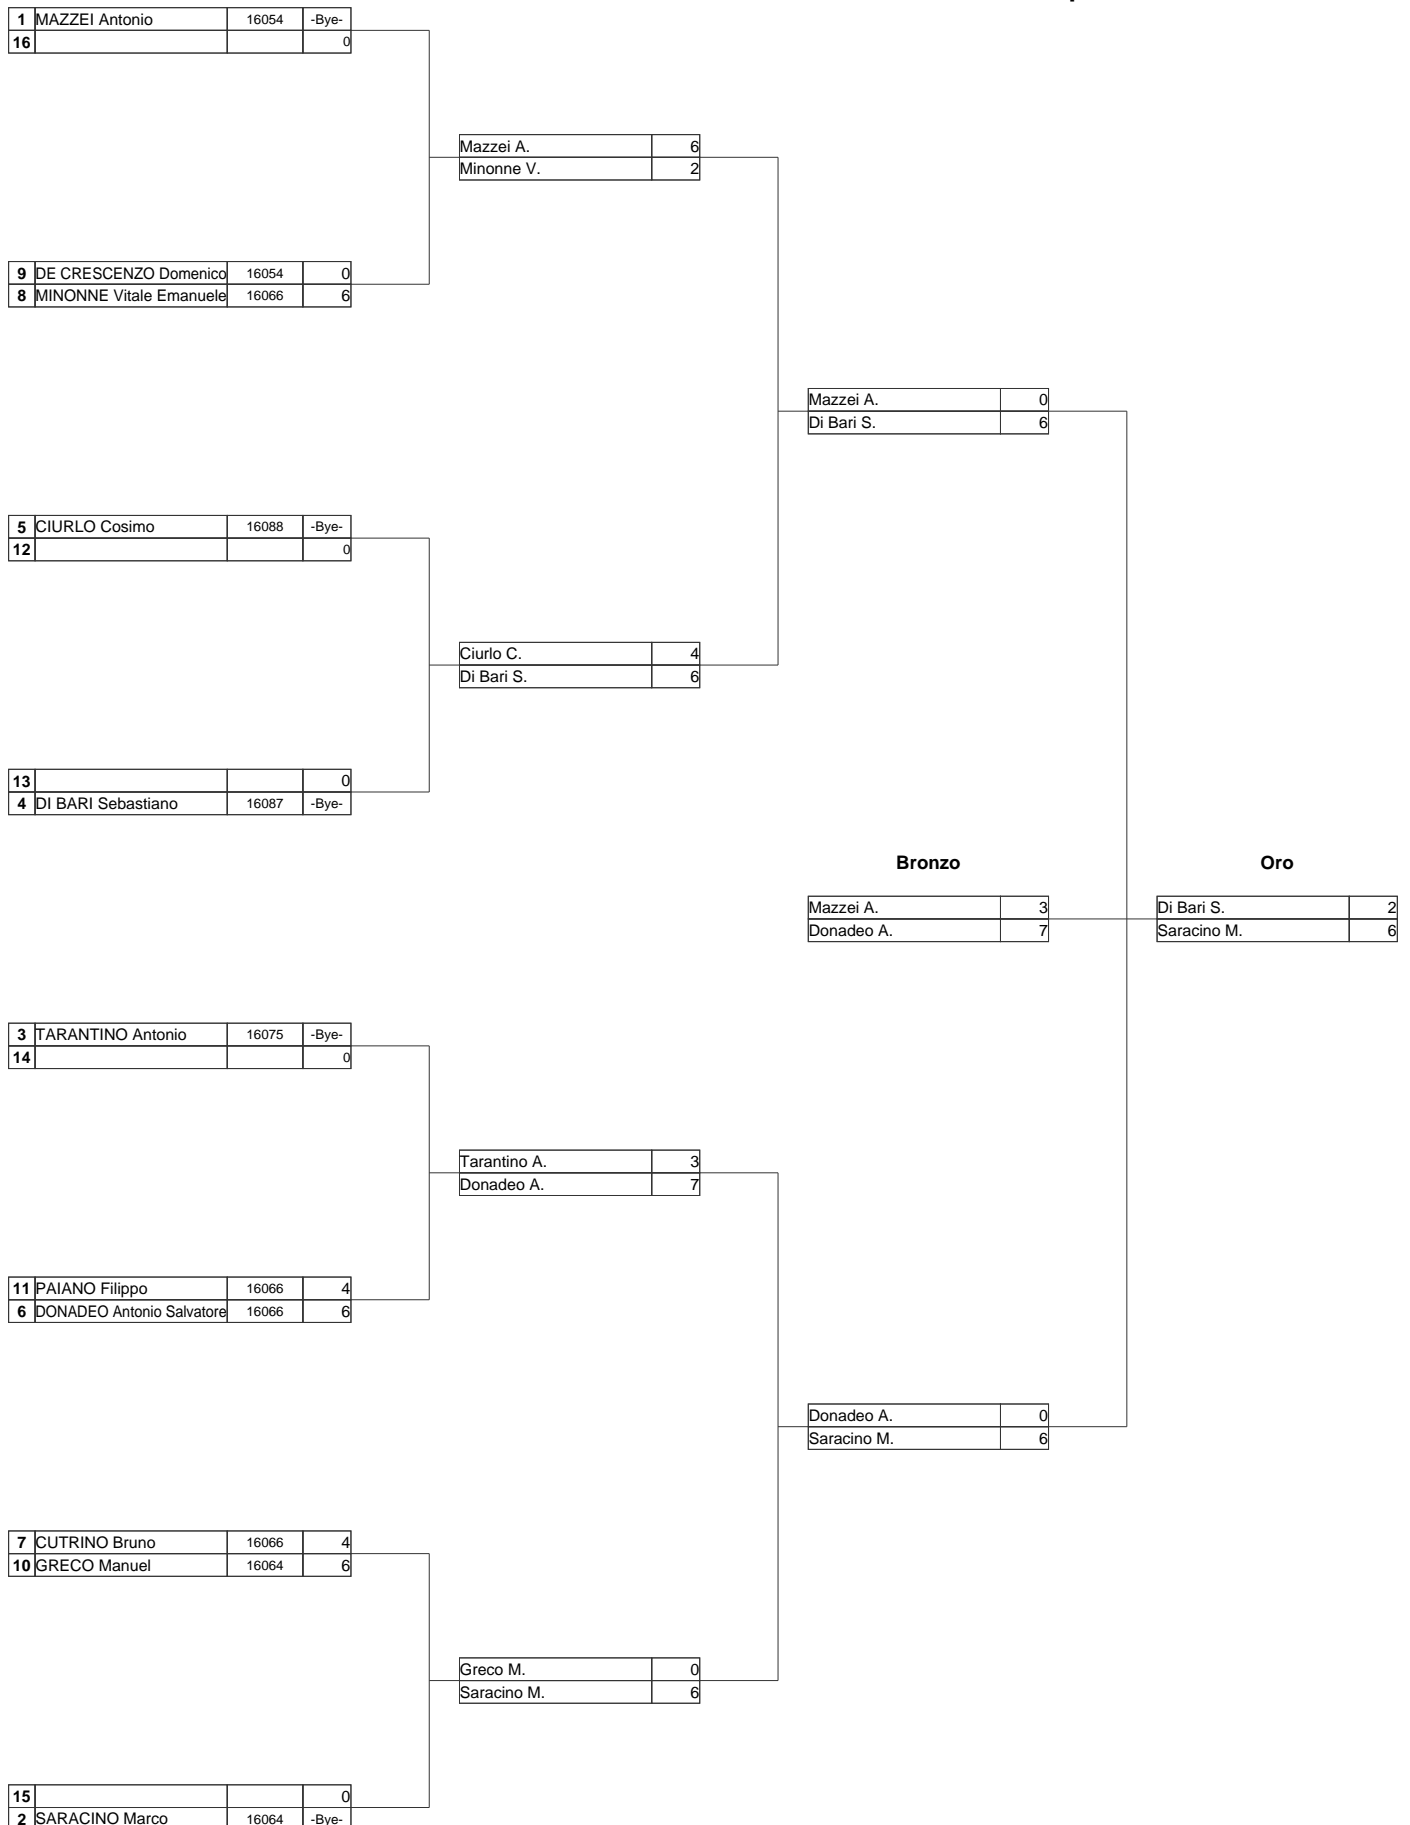 1 MAZZEI Antonio 16054 -Bye-
16 0
Mazzei A. 6
Minonne V. 2
9 DE CRESCENZO Domenico 16054 0
8 MINONNE Vitale Emanuele 16066 6
Mazzei A. 0
Di Bari S. 6
5 CIURLO Cosimo 16088 -Bye-
12 0
Ciurlo C. 4
Di Bari S. 6
13 0
4 DI BARI Sebastiano 16087 -Bye-
Bronzo Oro
Mazzei A. 3 Di Bari S. 2
Donadeo A. 7 Saracino M. 6
3 TARANTINO Antonio 16075 -Bye-
14 0
Tarantino A. 3
Donadeo A. 7
11 PAIANO Filippo 16066 4
6 DONADEO Antonio Salvatore 16066 6
Donadeo A. 0
Saracino M. 6
7 CUTRINO Bruno 16066 4
10 GRECO Manuel 16064 6
Greco M. 0
Saracino M. 6
15 0
2 SARACINO Marco 16064 -Bye-